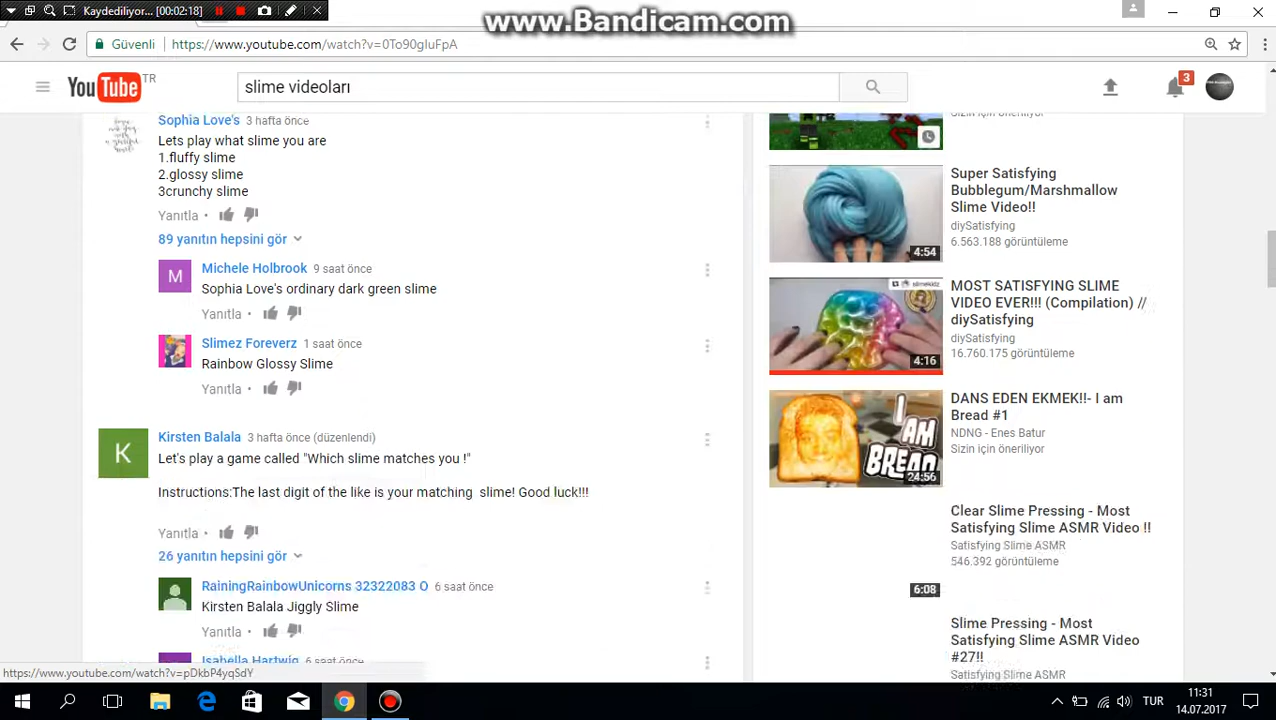 Kaydediliyor... [00:02:18]
www.Bandicam.com
Güvenli
https://www.youtube.com/watch?v=0To90gluFpA
YouTube TR
slime videoları
3
Sophia Love's 3 hafta önce
Lets play what slime you are
1.fluffy slime
2.glossy slime
3crunchy slime
Yanıtla •
89 yanıtın hepsini gör
M
Michele Holbrook 9 saat önce
Sophia Love's ordinary dark green slime
Yanıtla •
Slimez Foreverz 1 saat önce
Rainbow Glossy Slime
Yanıtla •
K
Kirsten Balala 3 hafta önce (düzenlendi)
Let's play a game called "Which slime matches you !"
Instructions:The last digit of the like is your matching slime! Good luck!!!
Yanıtla •
26 yanıtın hepsini gör
RainingRainbowUnicorns 32322083 O 6 saat önce
Kirsten Balala Jiggly Slime
Yanıtla •
Isabella Hartwig 6 saat önce
Sizin için öneriliyor
Super Satisfying
Bubblegum/Marshmallow
Slime Video!!
diySatisfying
6.563.188 görüntüleme
4:54
MOST SATISFYING SLIME
VIDEO EVER!!! (Compilation) //
diySatisfying
diySatisfying
16.760.175 görüntüleme
slimekidz
4:16
DANS EDEN EKMEK!!- I am
Bread #1
NDNG - Enes Batur
Sizin için öneriliyor
I AM
BREAD
24:56
Clear Slime Pressing - Most
Satisfying Slime ASMR Video !!
Satisfying Slime ASMR
546.392 görüntüleme
6:08
Slime Pressing - Most
Satisfying Slime ASMR Video
#27!!
Satisfying Slime ASMR
https://www.youtube.com/watch?v=pDkbP4yqSdY
TUR
11:31
14.07.2017